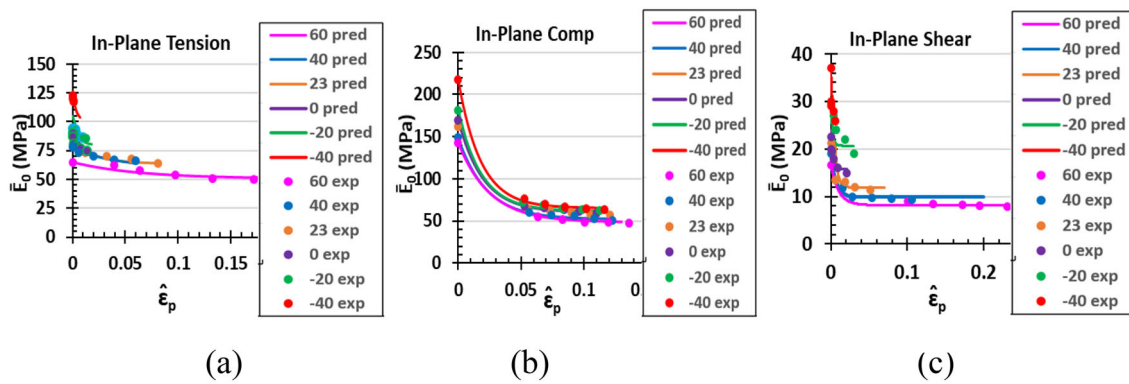 In-Plane Tension
Ē₀ (MPa)
150
125
100
75
50
25
0
0
0.05
0.1
0.15
ε̂ₚ
60 pred
40 pred
23 pred
0 pred
-20 pred
-40 pred
60 exp
40 exp
23 exp
0 exp
-20 exp
-40 exp
(a)
In-Plane Comp
Ē₀ (MPa)
250
200
150
100
50
0
0
0.05
0.1
ε̂ₚ
60 pred
40 pred
23 pred
0 pred
-20 pred
-40 pred
60 exp
40 exp
23 exp
0 exp
-20 exp
-40 exp
(b)
In-Plane Shear
Ē₀ (MPa)
40
30
20
10
0
0
0.1
0.2
ε̂ₚ
60 pred
40 pred
23 pred
0 pred
-20 pred
-40 pred
60 exp
40 exp
23 exp
0 exp
-20 exp
-40 exp
(c)